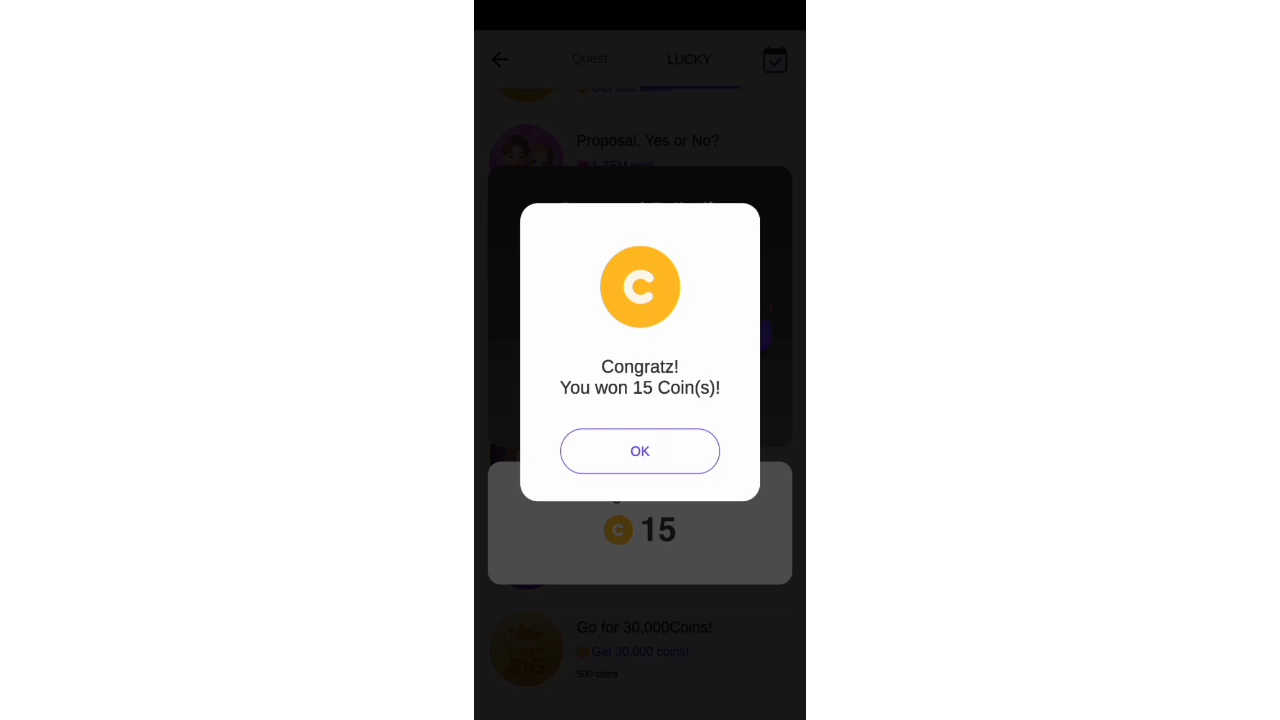 Quest
LUCKY
Proposal, Yes or No?
Congratz!
You won 15 Coin(s)!
OK
15
Go for 30,000Coins!
Get 30,000 coins!
500 coins